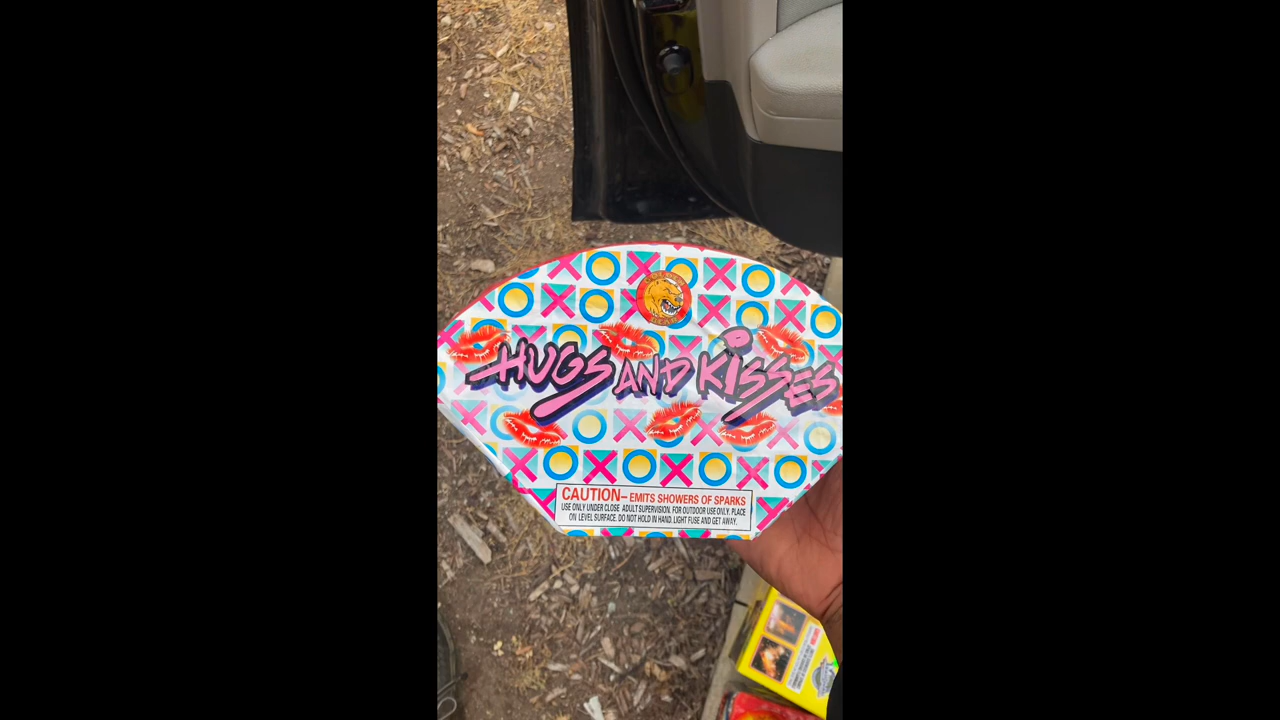 HUGS AND KiSSES
CAUTION– EMITS SHOWERS OF SPARKS
USE ONLY UNDER CLOSE ADULT SUPERVISION. FOR OUTDOOR USE ONLY. PLACE
ON LEVEL SURFACE. DO NOT HOLD IN HAND. LIGHT FUSE AND GET AWAY.